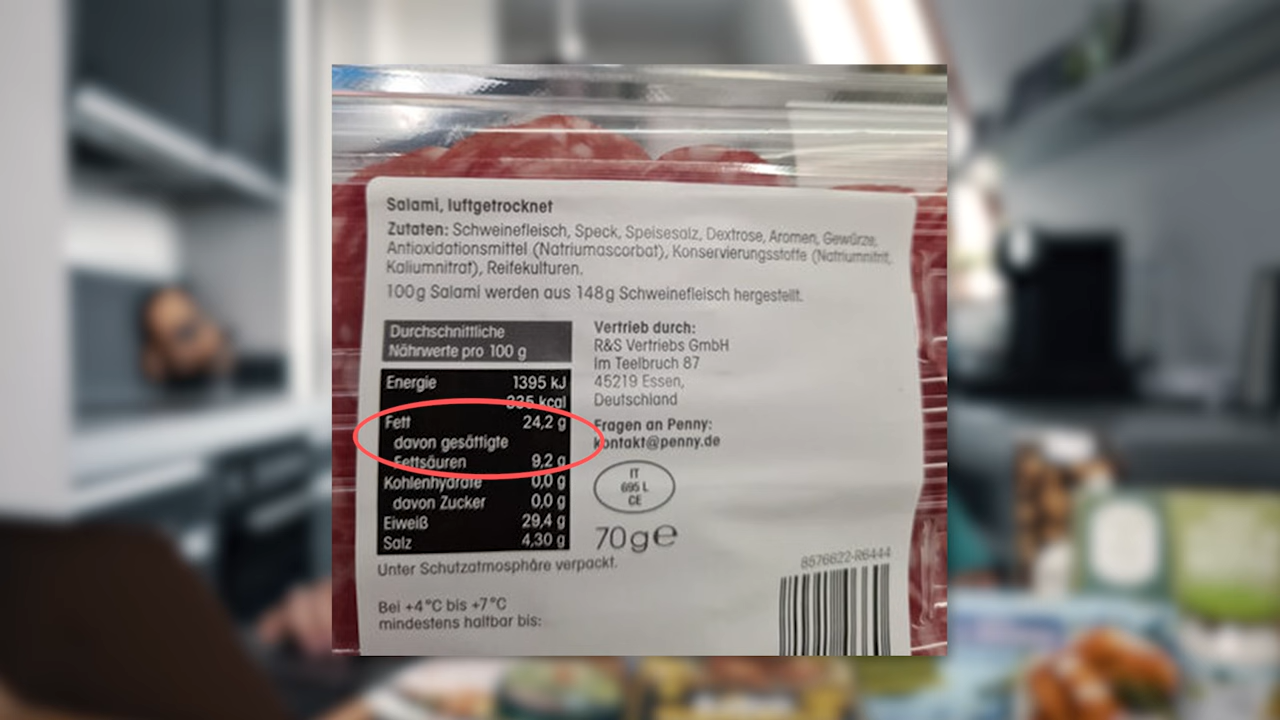 Salami, luftgetrocknet
Zutaten: Schweinefleisch, Speck, Speisesalz, Dextrose, Aromen, Gewürze,
Antioxidationsmittel (Natriumascorbat), Konservierungsstoffe (Natriumnitrit,
Kaliumnitrat), Reifekulturen.
100g Salami werden aus 148g Schweinefleisch hergestellt.
Durchschnittliche
Nährwerte pro 100 g
Energie 1395 kJ
335 kcal
Fett 24,2 g
davon gesättigte
Fettsäuren 9,2 g
Kohlenhydrate 0,0 g
davon Zucker 0,0 g
Eiweiß 29,4 g
Salz 4,30 g
Vertrieb durch:
R&S Vertriebs GmbH
Im Teelbruch 87
45219 Essen,
Deutschland
Fragen an Penny:
kontakt@penny.de
IT
695 L
CE
70g℮
Unter Schutzatmosphäre verpackt.
Bei +4°C bis +7°C
mindestens haltbar bis:
8576622-R6444